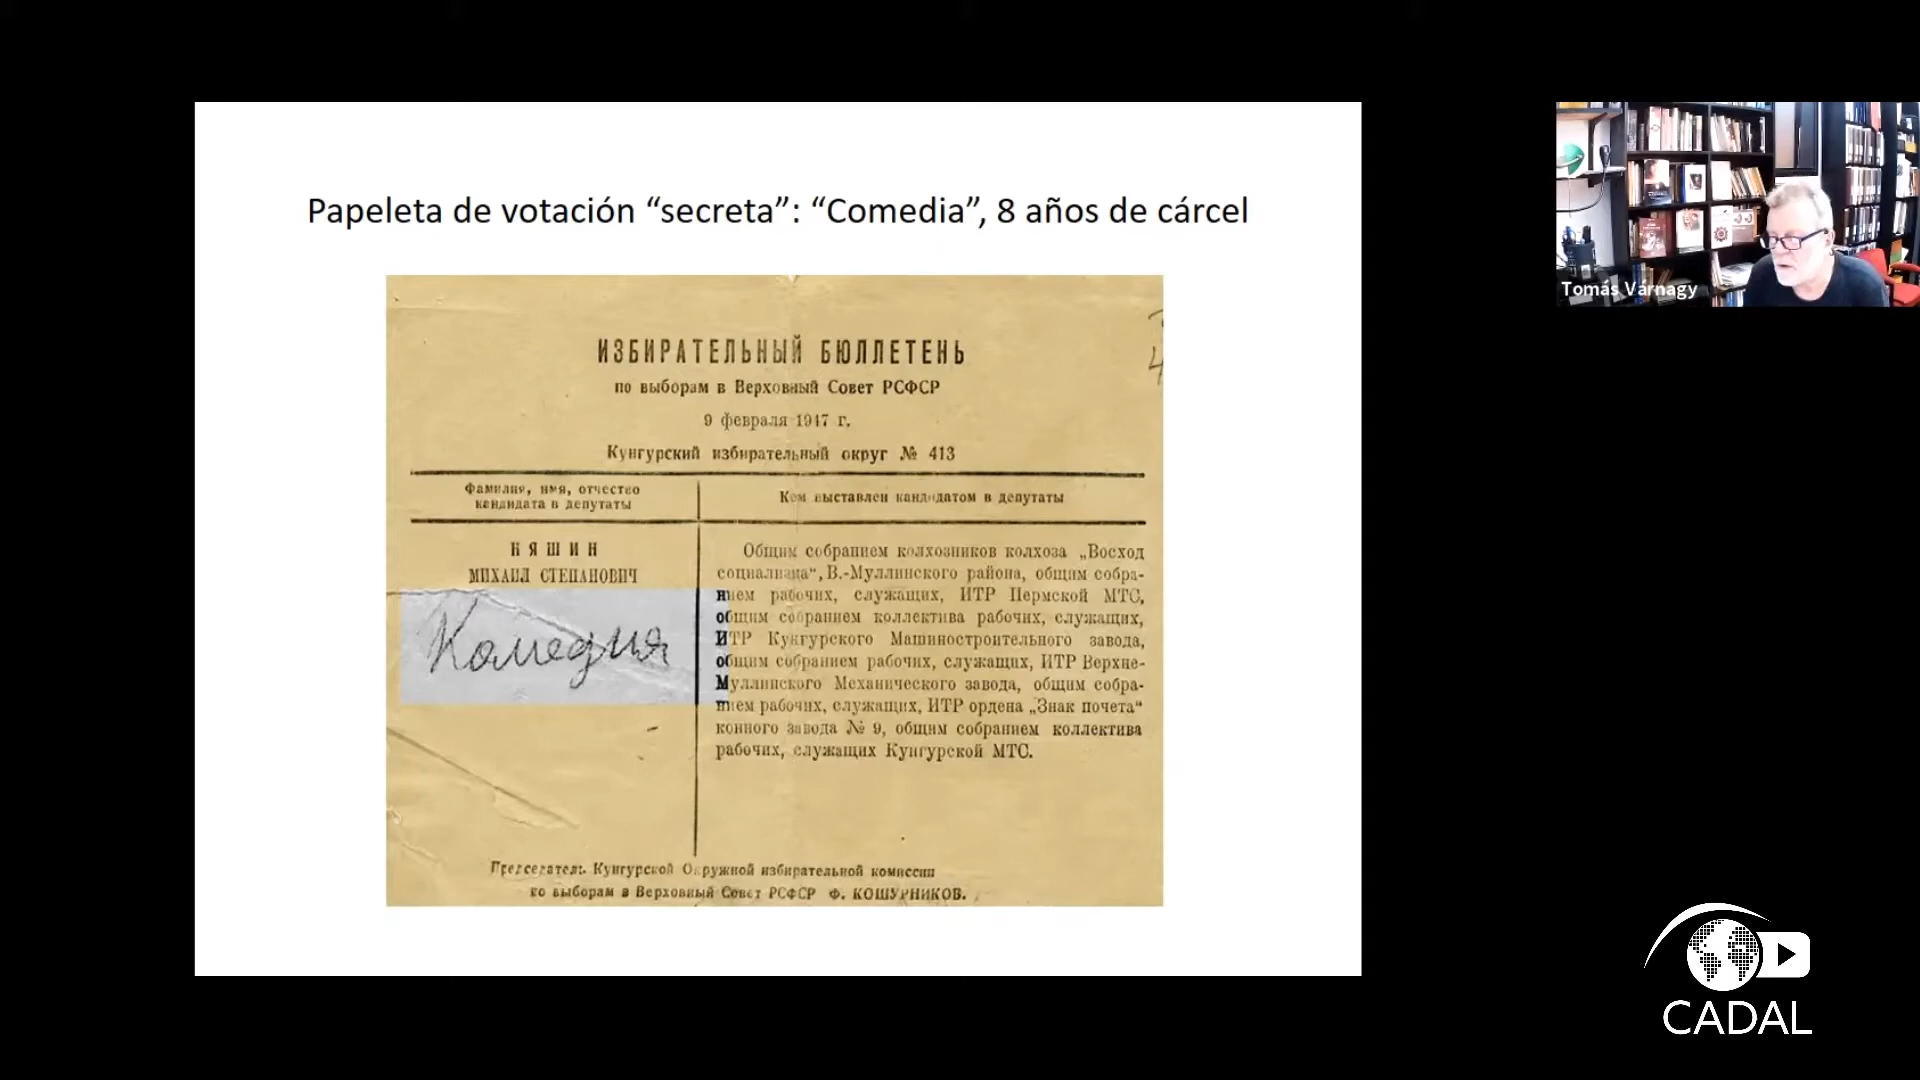 Papeleta de votación “secreta”: “Comedia”, 8 años de cárcel
ИЗБИРАТЕЛЬНЫЙ БЮЛЛЕТЕНЬ
по выборам в Верховный Совет РСФСР
9 февраля 1947 г.
Кунгурский избирательный округ № 413
Фамилия, имя, отчество
кандидата в депутаты
Кем выставлен кандидатом в депутаты
КЯШИН
МИХАИЛ СТЕПАНОВИЧ
Комедия
Общим собранием колхозников колхоза „Восход
социализма“, В.-Муллинского района, общим собра-
нием рабочих, служащих, ИТР Пермской МТС,
общим собранием коллектива рабочих, служащих,
ИТР Кунгурского Машиностроительного завода,
общим собранием рабочих, служащих, ИТР Верхне-
Муллинского Механического завода, общим собра-
нием рабочих, служащих, ИТР ордена „Знак почета“
конного завода № 9, общим собранием коллектива
рабочих, служащих Кунгурской МТС.
Председатель Кунгурской Окружной избирательной комиссии
по выборам в Верховный Совет РСФСР Ф. КОШУРНИКОВ.
Tomás Várnagy
CADAL